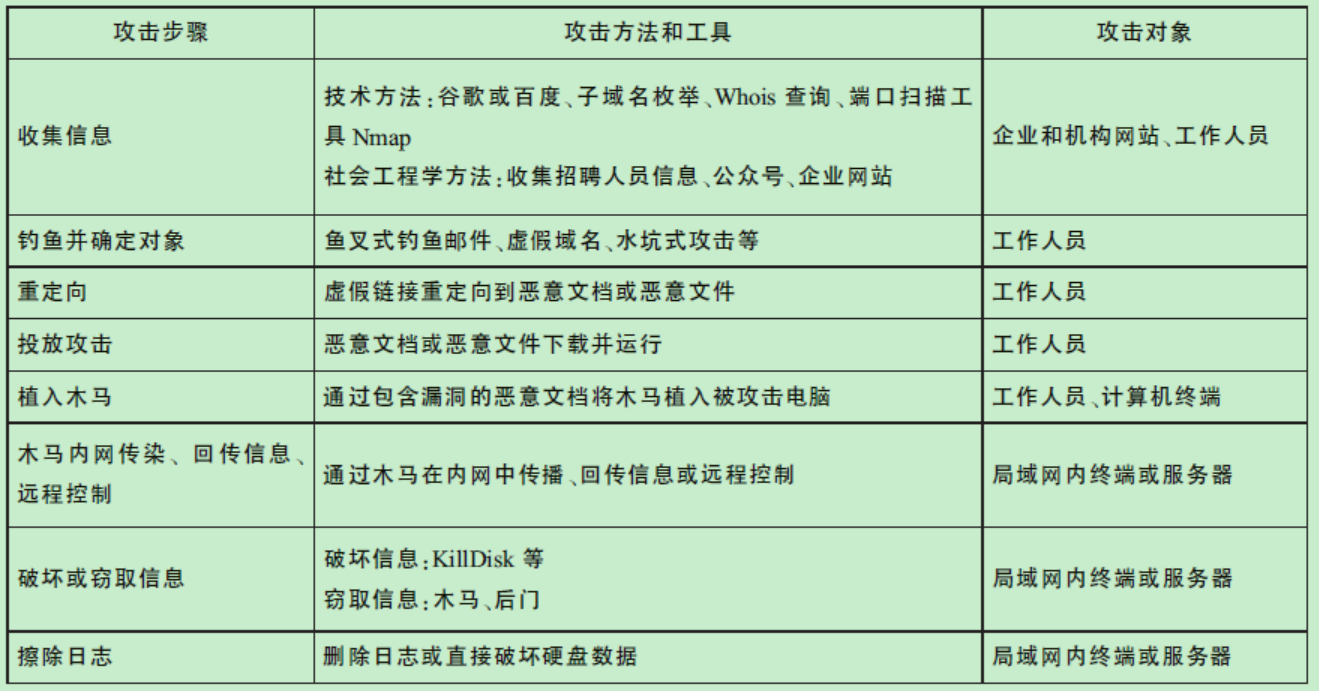 攻击步骤 攻击方法和工具 攻击对象
收集信息
技术方法:谷歌或百度、子域名枚举、Whois 查询、端口扫描工
具 Nmap
社会工程学方法:收集招聘人员信息、公众号、企业网站
企业和机构网站、工作人员
钓鱼并确定对象 鱼叉式钓鱼邮件、虚假域名、水坑式攻击等 工作人员
重定向 虚假链接重定向到恶意文档或恶意文件 工作人员
投放攻击 恶意文档或恶意文件下载并运行 工作人员
植入木马 通过包含漏洞的恶意文档将木马植入被攻击电脑 工作人员、计算机终端
木马内网传染、回传信息、
远程控制
通过木马在内网中传播、回传信息或远程控制 局域网内终端或服务器
破坏或窃取信息
破坏信息:KillDisk 等
窃取信息:木马、后门
局域网内终端或服务器
擦除日志 删除日志或直接破坏硬盘数据 局域网内终端或服务器